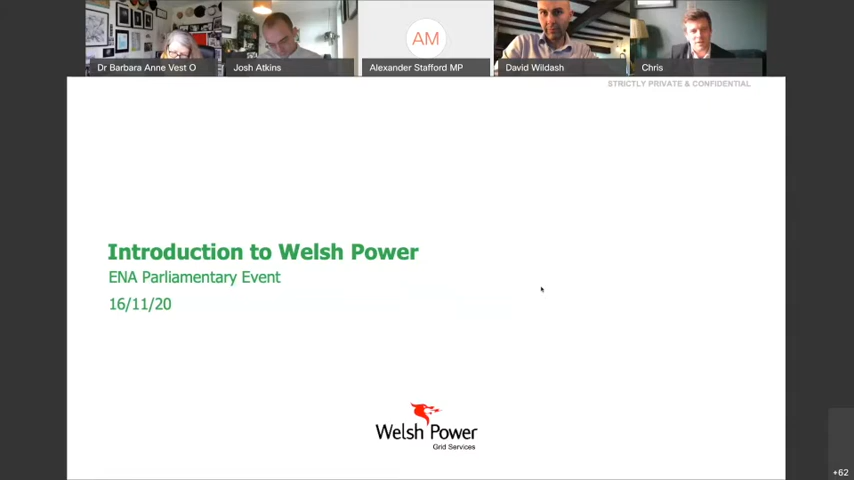 AM
Dr Barbara Anne Vest O
Josh Atkins
Alexander Stafford MP
David Wildash
Chris
STRICTLY PRIVATE & CONFIDENTIAL
Introduction to Welsh Power
ENA Parliamentary Event
16/11/20
Welsh Power
Grid Services
+62